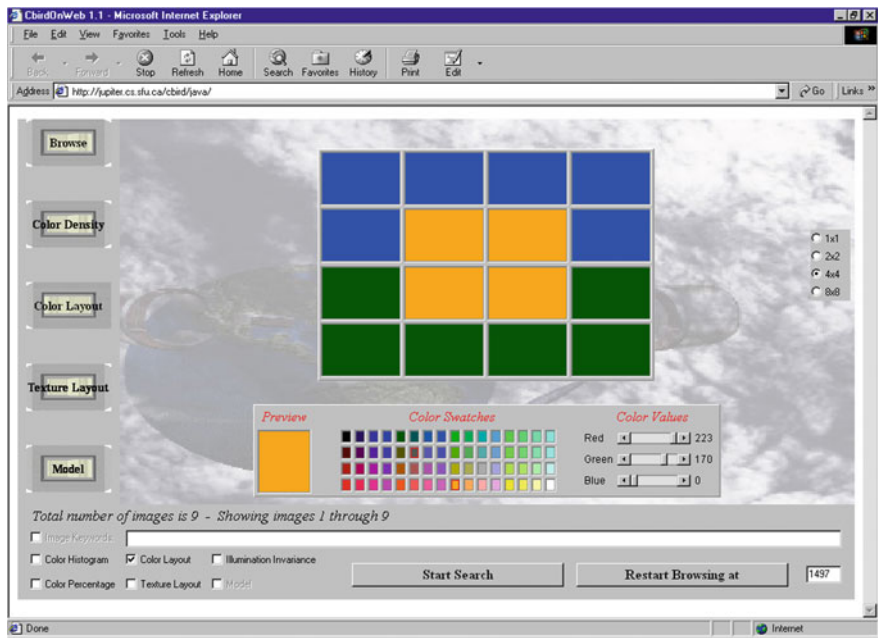 CbirdOnWeb 1.1 - Microsoft Internet Explorer
File Edit View Favorites Tools Help
Back Forward Stop Refresh Home Search Favorites History Print Edit
Address http://jupiter.cs.sfu.ca/cbird/java/ Go Links »
Browse
Color Density
1x1
2x2
4x4
8x8
Color Layout
Texture Layout
Model
Preview Color Swatches Color Values
Red 223
Green 170
Blue 0
Total number of images is 9 - Showing images 1 through 9
Image Keywords:
Color Histogram Color Layout Illumination Invariance
Color Percentage Texture Layout Model
Start Search Restart Browsing at 1497
Done Internet